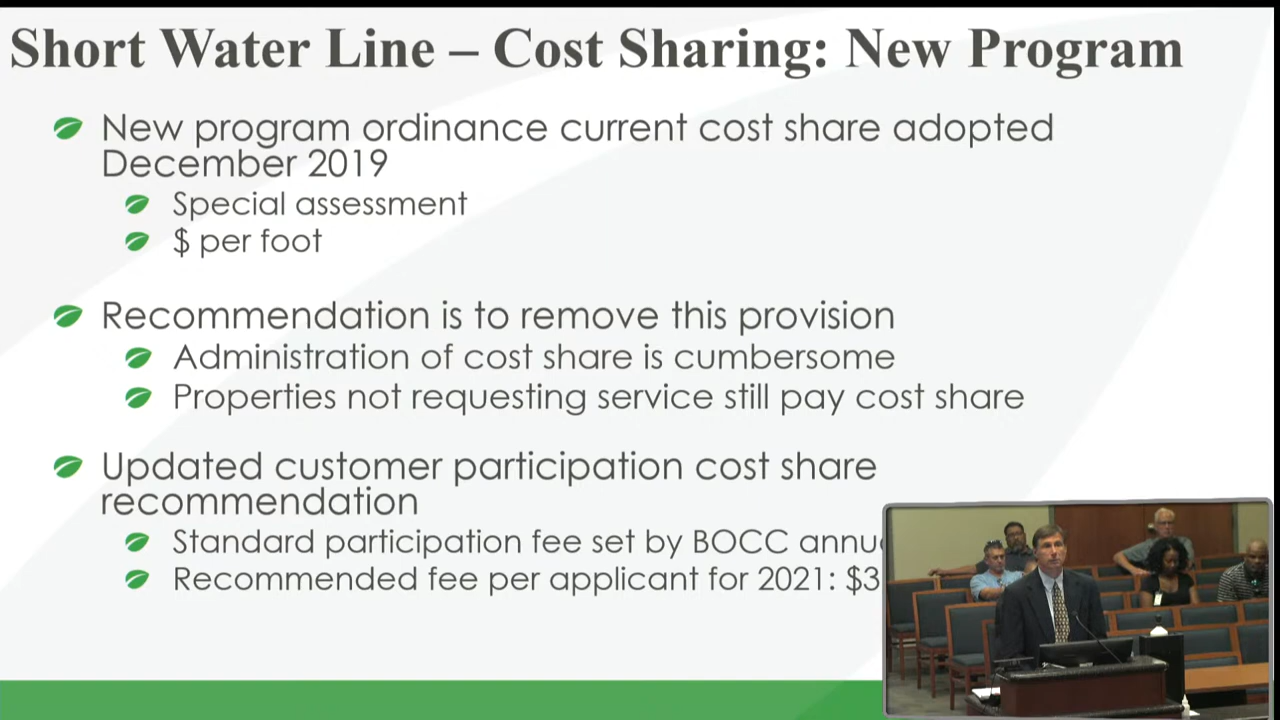 Short Water Line – Cost Sharing: New Program
New program ordinance current cost share adopted
December 2019
Special assessment
$ per foot
Recommendation is to remove this provision
Administration of cost share is cumbersome
Properties not requesting service still pay cost share
Updated customer participation cost share
recommendation
Standard participation fee set by BOCC
Recommended fee per applicant for 2021: